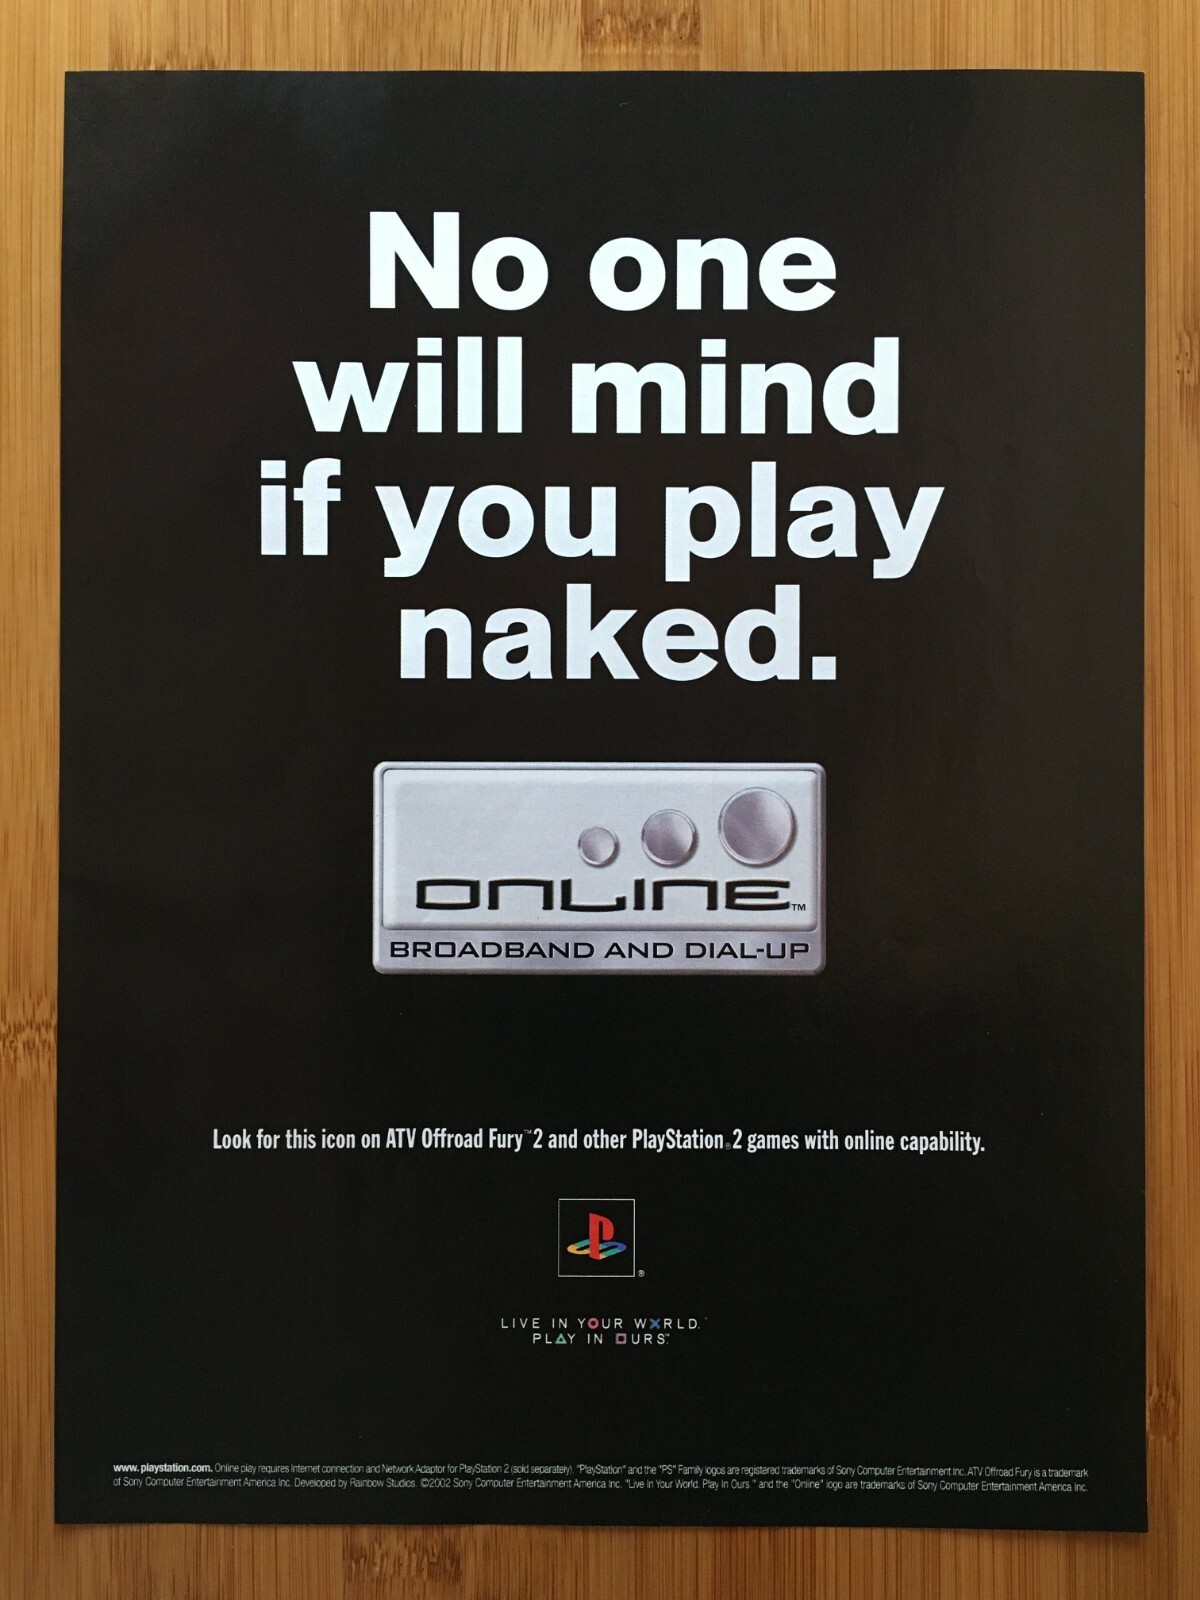 No one
will mind
if you play
naked.
ONLINE™
BROADBAND AND DIAL-UP
Look for this icon on ATV Offroad Fury™2 and other PlayStation®2 games with online capability.
®
LIVE IN YOUR WXRLD.
PLAY IN OURS™
www.playstation.com. Online play requires Internet connection and Network Adaptor for PlayStation 2 (sold separately). "PlayStation" and the "PS" Family logos are registered trademarks of Sony Computer Entertainment Inc. ATV Offroad Fury is a trademark
of Sony Computer Entertainment America Inc. Developed by Rainbow Studios. ©2002 Sony Computer Entertainment America Inc. "Live In Your World. Play In Ours." and the "Online" logo are trademarks of Sony Computer Entertainment America Inc.